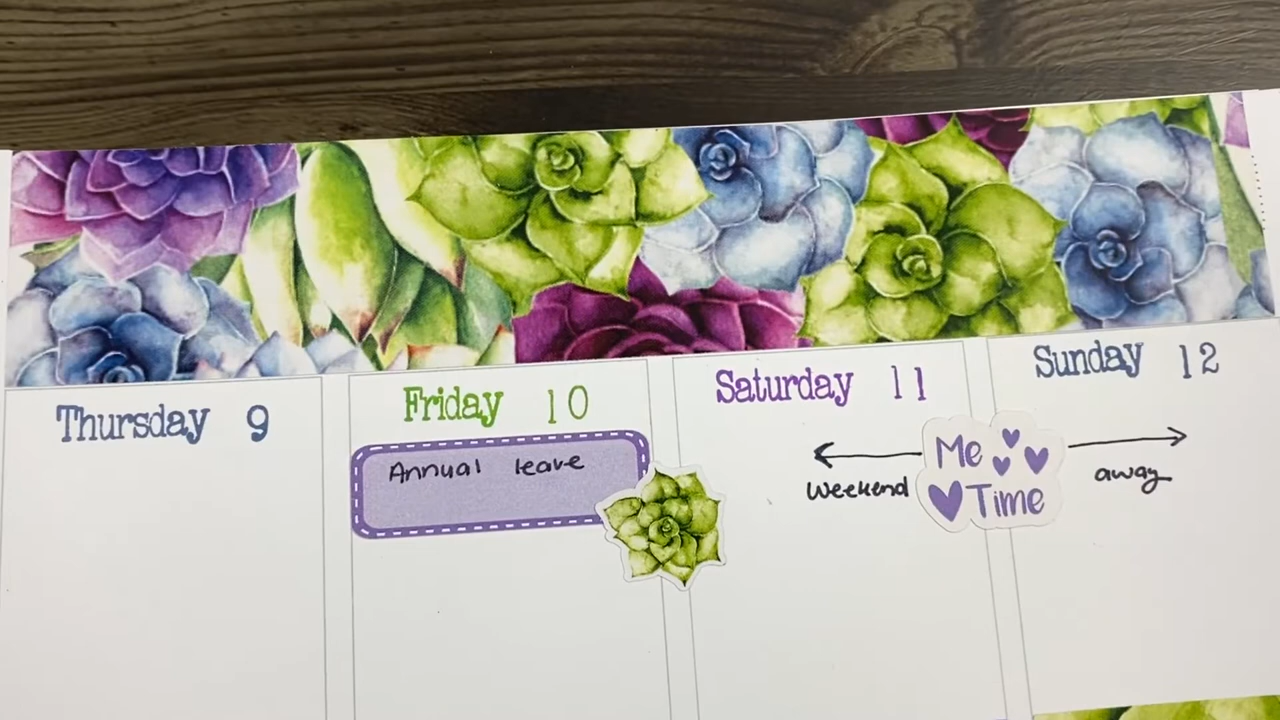 Thursday 9
Friday 10
Saturday 11
Sunday 12
Annual leave
Me
Time
Weekend
away